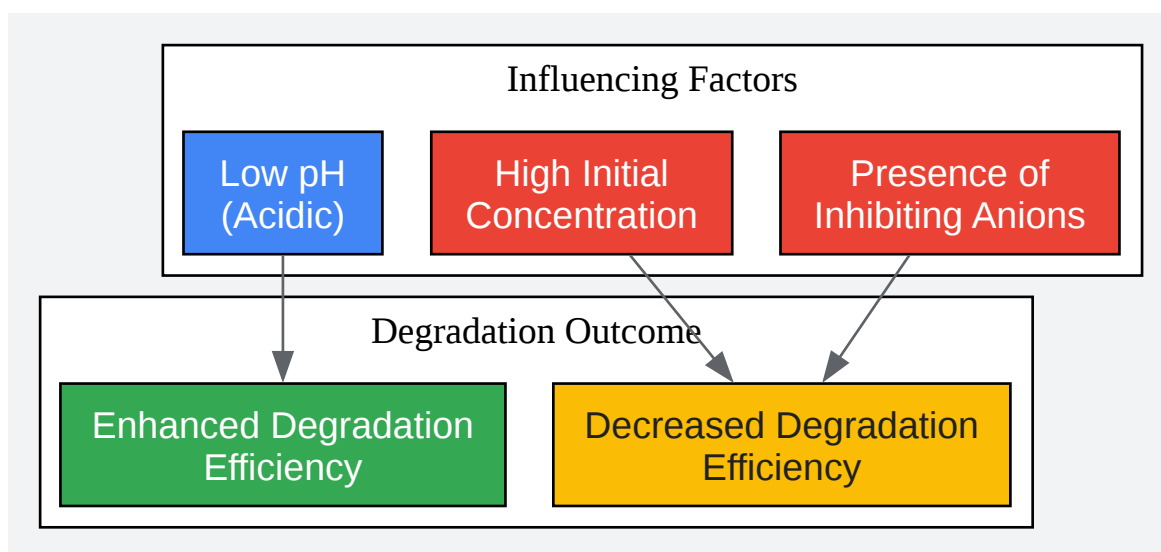 Influencing Factors
Low pH
(Acidic)
High Initial
Concentration
Presence of
Inhibiting Anions
Degradation Outcome
Enhanced Degradation
Efficiency
Decreased Degradation
Efficiency